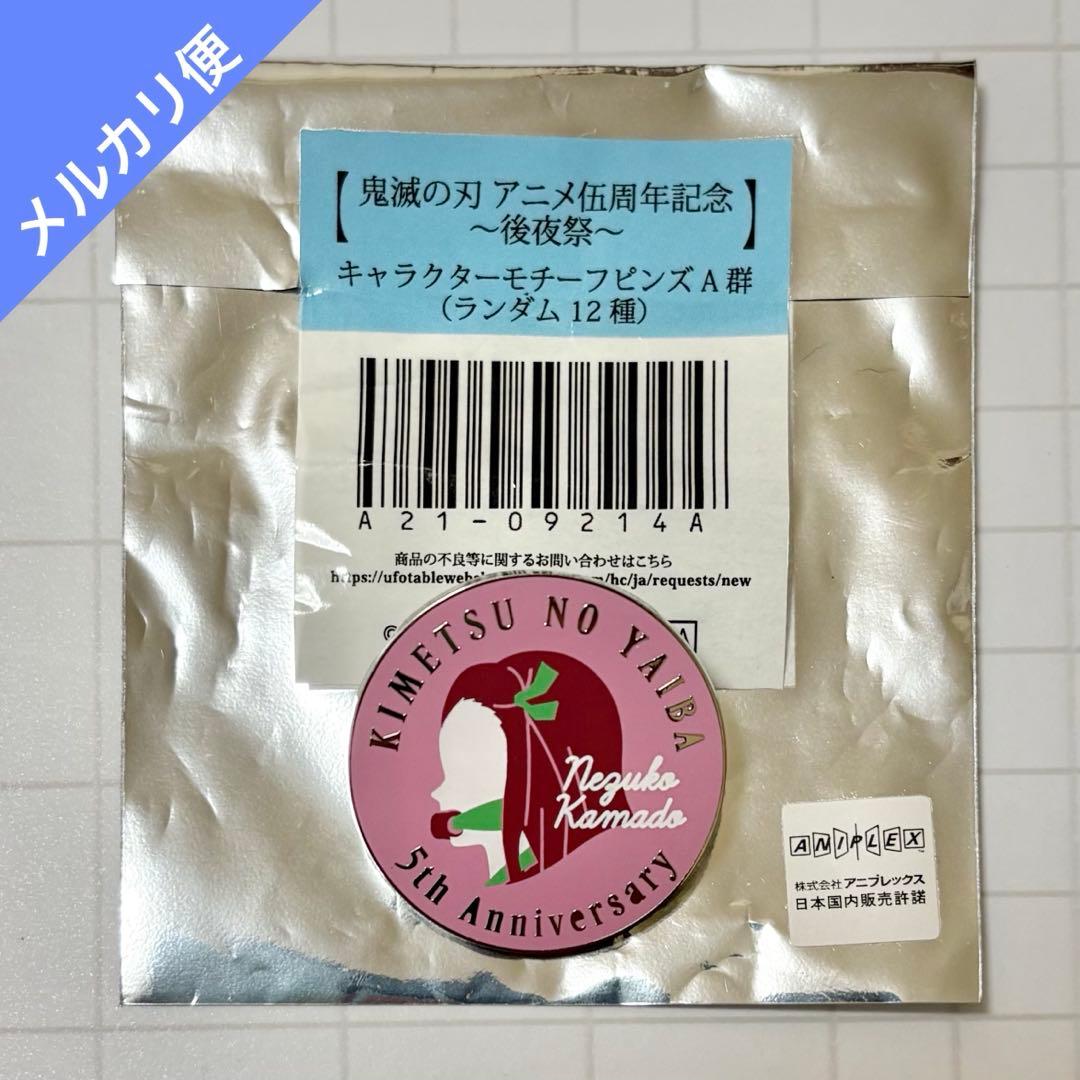 メルカリ便
【鬼滅の刃 アニメ伍周年記念
～後夜祭～】
キャラクターモチーフピンズ A 群
（ランダム 12 種）
A21-09214A
商品の不良等に関するお問い合わせはこちら
KIMETSU NO YAIBA
Nezuko
Kamado
5th Anniversary
ANIPLEX
株式会社 アニプレックス
日本国内販売許諾